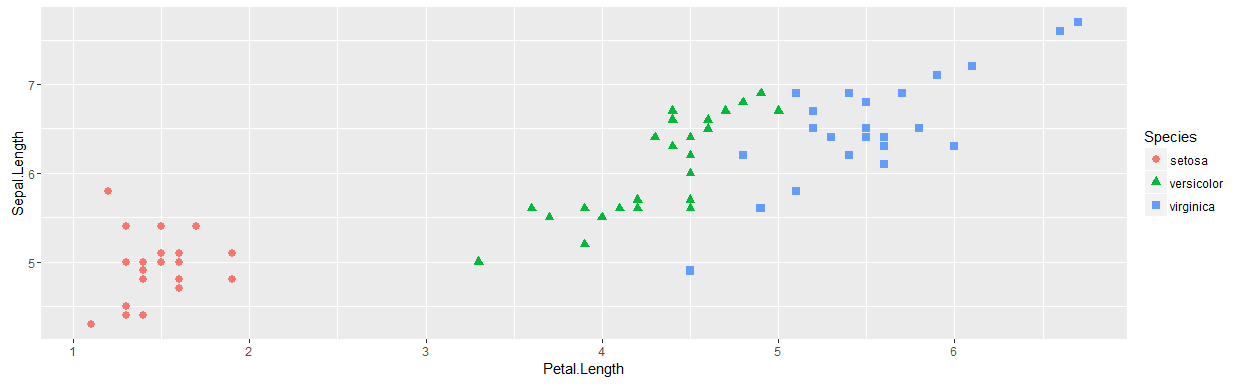 7
6
5
Sepal.Length
1 2 3 4 5 6
Petal.Length
Species
setosa
versicolor
virginica